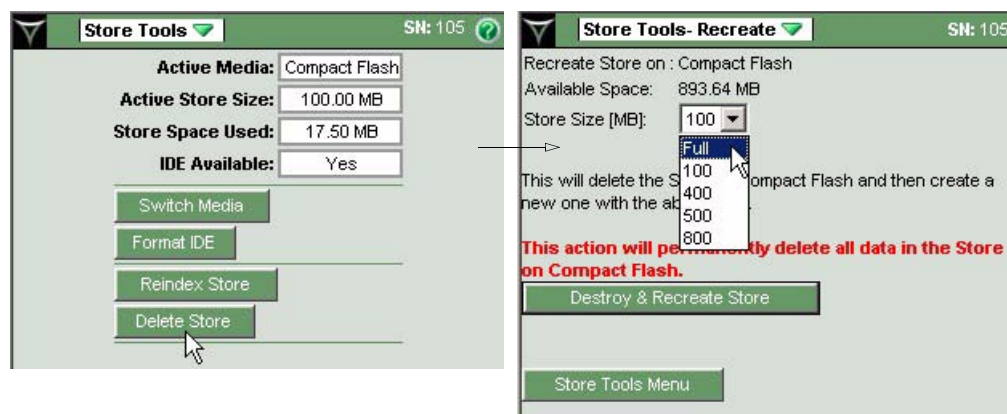 Store Tools
SN: 105
Active Media: Compact Flash
Active Store Size: 100.00 MB
Store Space Used: 17.50 MB
IDE Available: Yes
Switch Media
Format IDE
Reindex Store
Delete Store
Store Tools- Recreate
SN: 105
Recreate Store on : Compact Flash
Available Space: 893.64 MB
Store Size [MB]: 100
Full
100
400
500
800
This will delete the S ompact Flash and then create a
new one with the ab
This action will pe ntly delete all data in the Store
on Compact Flash.
Destroy & Recreate Store
Store Tools Menu